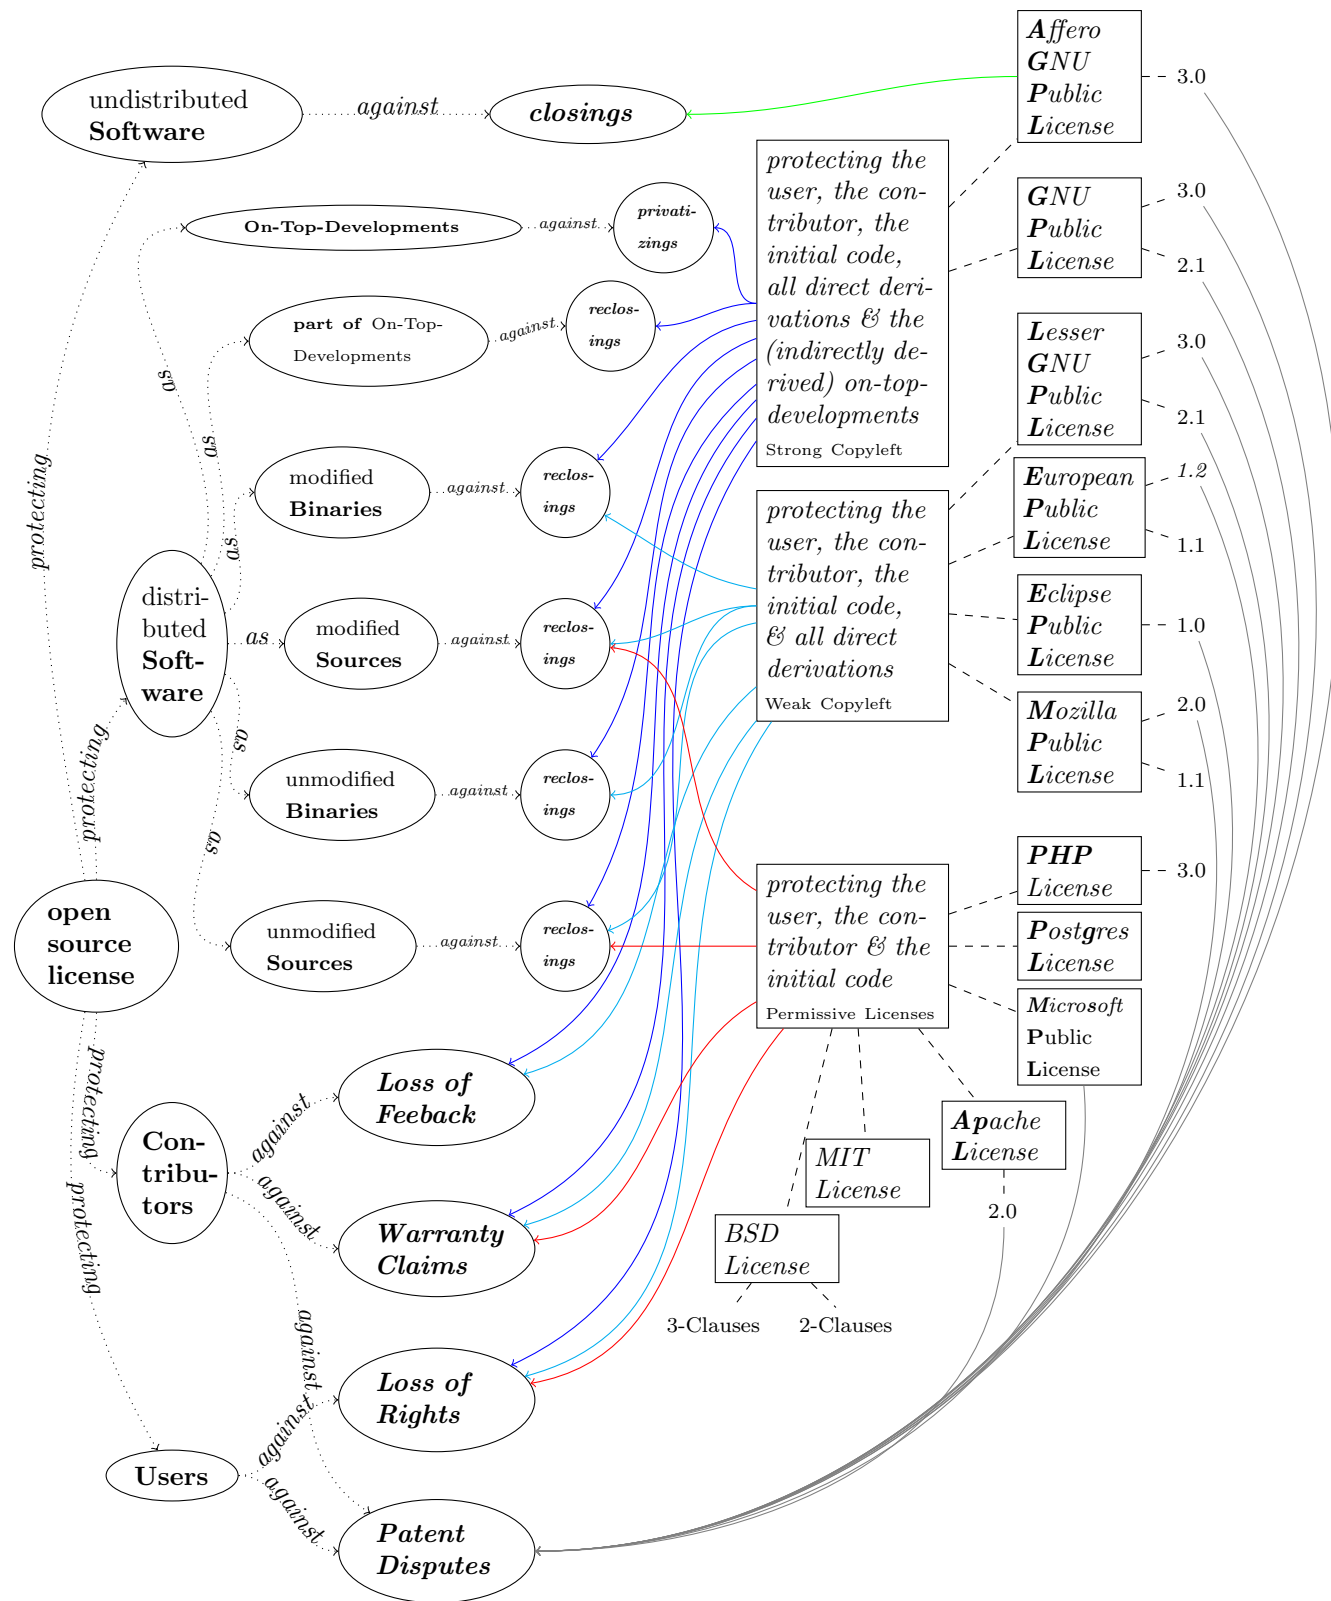 undistributed
Software
against
closings
On-Top-Developments
against
privati-
zings
part of On-Top-
Developments
against
reclos-
ings
modified
Binaries
against
reclos-
ings
modified
Sources
against
reclos-
ings
unmodified
Binaries
against
reclos-
ings
unmodified
Sources
against
reclos-
ings
as
as
as
as
as
as
distri-
buted
Soft-
ware
protecting
protecting
open
source
license
protecting
protecting
Con-
tribu-
tors
against
against
against
Users
against
against
Loss of
Feeback
Warranty
Claims
Loss of
Rights
Patent
Disputes
protecting the
user, the con-
tributor, the
initial code,
all direct deri-
vations & the
(indirectly de-
rived) on-top-
developments
Strong Copyleft
protecting the
user, the con-
tributor, the
initial code,
& all direct
derivations
Weak Copyleft
protecting the
user, the con-
tributor & the
initial code
Permissive Licenses
Affero
GNU
Public
License
3.0
GNU
Public
License
3.0
2.1
Lesser
GNU
Public
License
3.0
2.1
European
Public
License
1.2
1.1
Eclipse
Public
License
1.0
Mozilla
Public
License
2.0
1.1
PHP
License
3.0
Postgres
License
Microsoft
Public
License
Apache
License
2.0
MIT
License
BSD
License
3-Clauses
2-Clauses